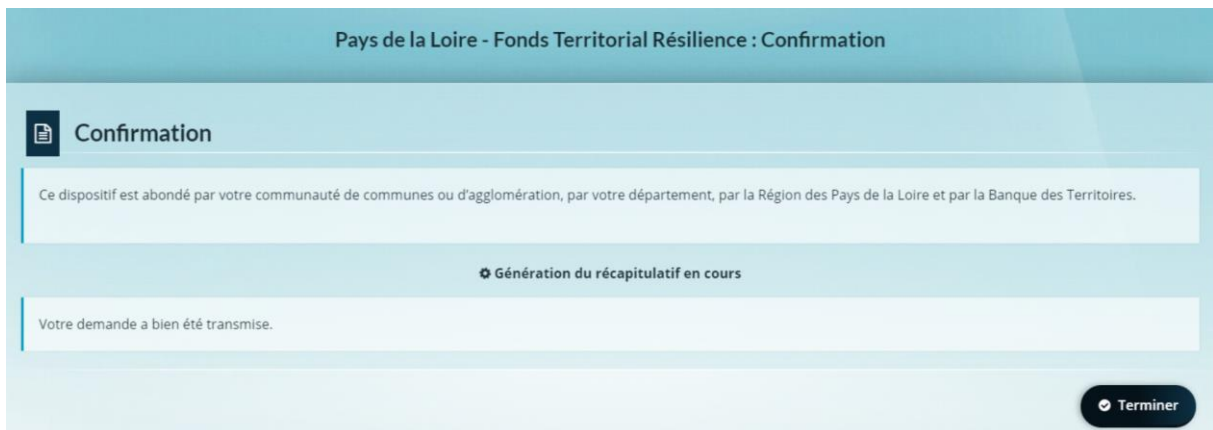 Pays de la Loire - Fonds Territorial Résilience : Confirmation
Confirmation
Ce dispositif est abondé par votre communauté de communes ou d'agglomération, par votre département, par la Région des Pays de la Loire et par la Banque des Territoires.
Génération du récapitulatif en cours
Votre demande a bien été transmise.
Terminer